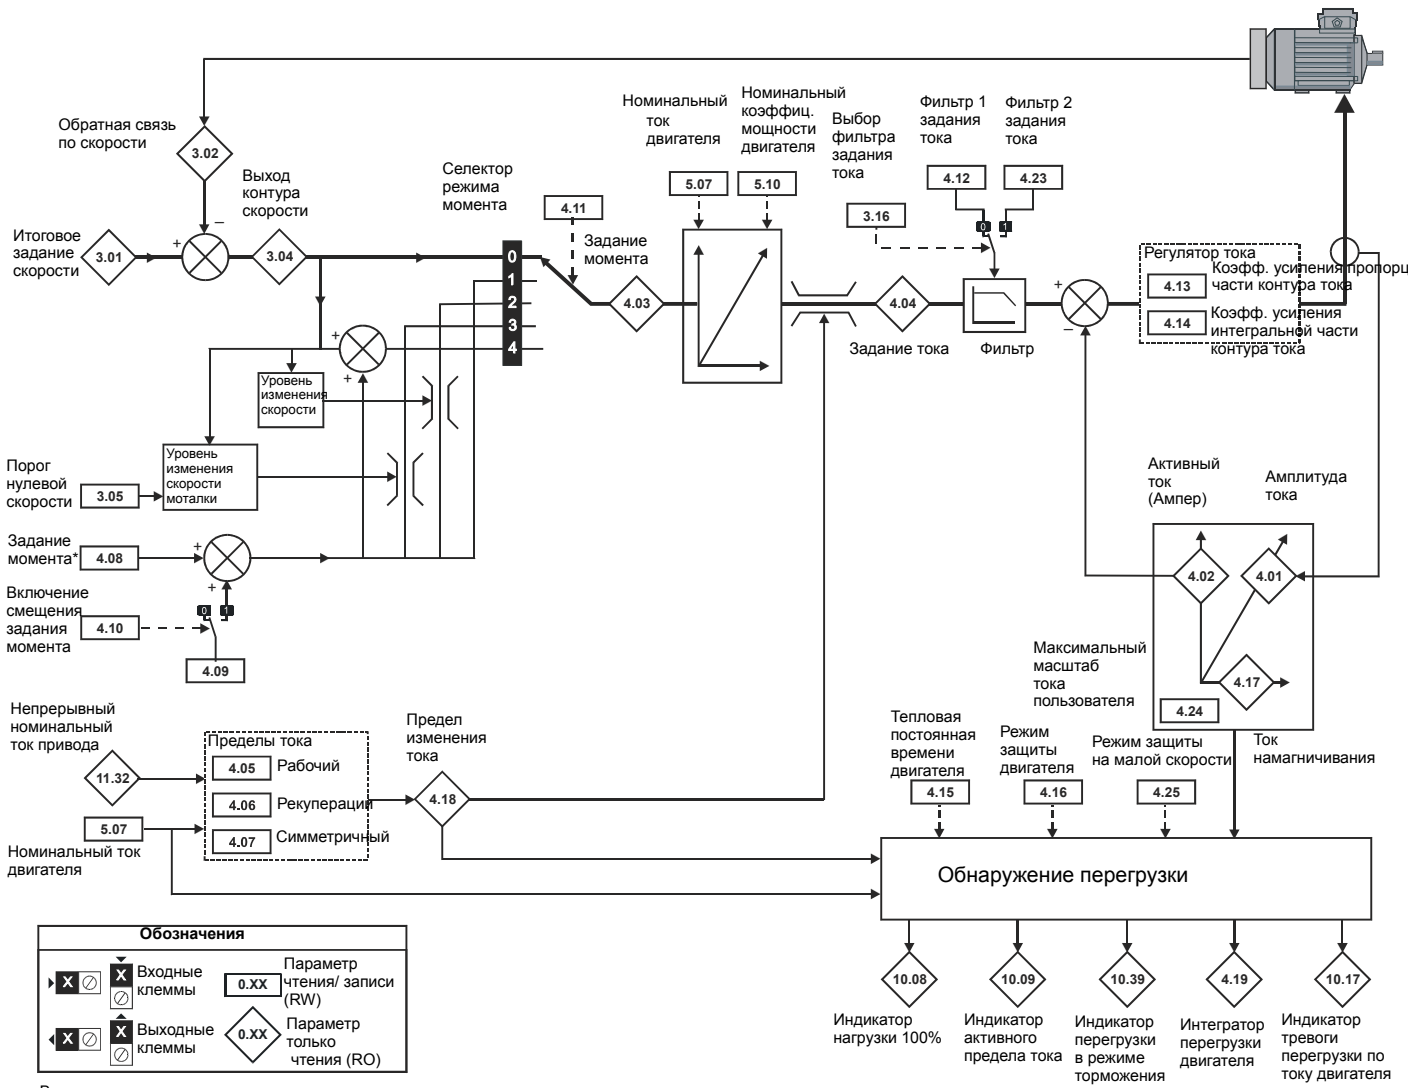 Обратная связь
по скорости
3.02
Выход
контура
скорости
Итоговое
задание
скорости
3.01
+
–
3.04
Селектор
режима
момента
4.11
Задание
момента
0
1
2
3
4
4.03
Номинальный
ток
двигателя
5.07
Номинальный
коэффиц.
мощности
двигателя
5.10
Выбор
фильтра
задания
тока
3.16
Фильтр 1
задания
тока
4.12
Фильтр 2
задания
тока
4.23
0
1
4.04
Задание тока
Фильтр
+
–
Регулятор тока
4.13
Коэфф. усиления пропорц
части контура тока
4.14
Коэфф. усиления
интегральной части
контура тока
+
+
Уровень
изменения
скорости
Уровень
изменения
скорости
моталки
Порог
нулевой
скорости
3.05
Задание
момента*
4.08
+
+
Включение
смещения
задания
момента
4.10
0
1
4.09
Активный
ток
(Ампер)
Амплитуда
тока
4.02
4.01
4.17
4.24
Максимальный
масштаб
тока
пользователя
Ток
намагничивания
Непрерывный
номинальный
ток привода
11.32
5.07
Номинальный ток
двигателя
Пределы тока
4.05
Рабочий
4.06
Рекуперации
4.07
Симметричный
Предел
изменения
тока
4.18
Тепловая
постоянная
времени
двигателя
4.15
Режим
защиты
двигателя
4.16
Режим защиты
на малой скорости
4.25
Обнаружение перегрузки
10.08
10.09
10.39
4.19
10.17
Индикатор
нагрузки 100%
Индикатор
активного
предела тока
Индикатор
перегрузки
в режиме
торможения
Интегратор
перегрузки
двигателя
Индикатор
тревоги
перегрузки по
току двигателя
Обозначения
X
X
Входные
клеммы
0.XX
Параметр
чтения/ записи
(RW)
X
X
Выходные
клеммы
0.XX
Параметр
только
чтения (RO)